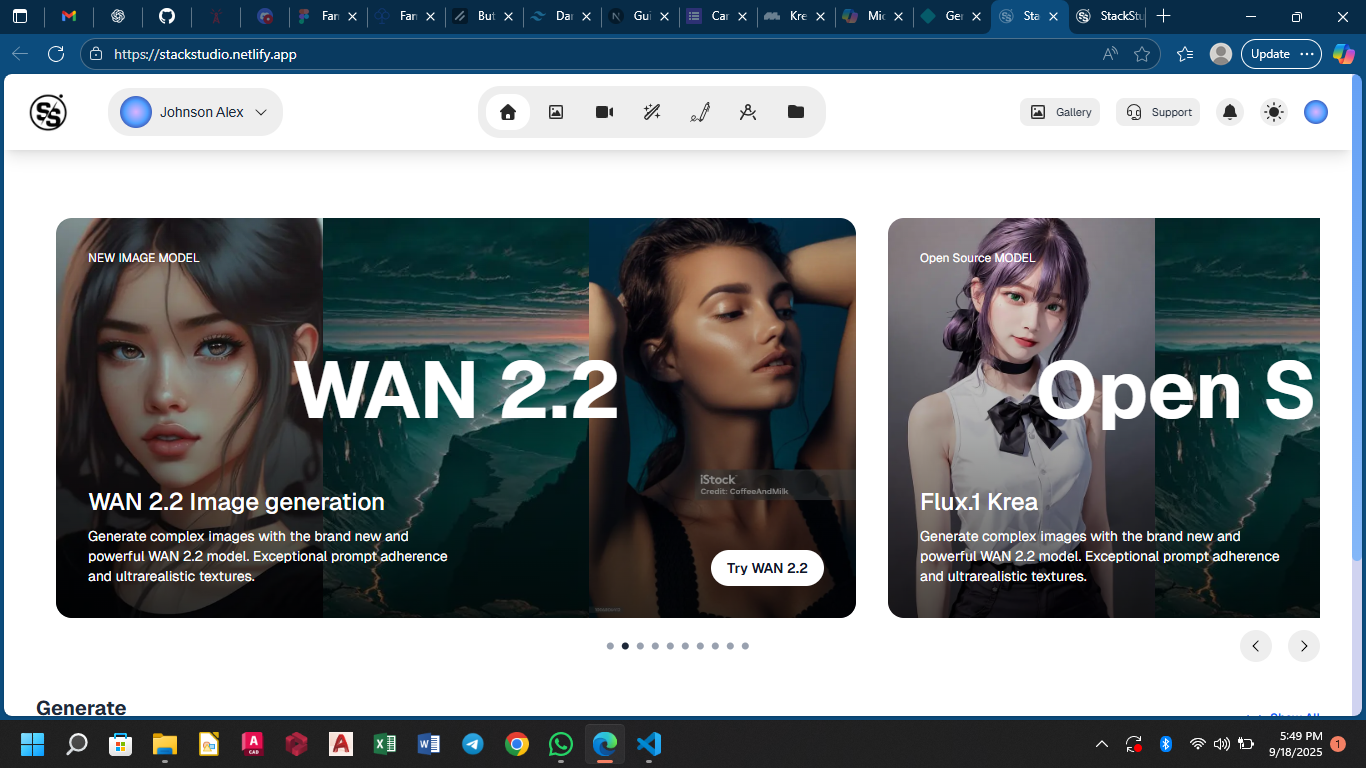 Fan
Fan
But
Dar
Gui
Car
Kre
Mic
Ger
Sta
StackStu
https://stackstudio.netlify.app
Update
SS
Johnson Alex
Gallery
Support
NEW IMAGE MODEL
WAN 2.2
iStock
Credit: CoffeeAndMilk
WAN 2.2 Image generation
Generate complex images with the brand new and
powerful WAN 2.2 model. Exceptional prompt adherence
and ultrarealistic textures.
Try WAN 2.2
Open Source MODEL
Open S
Flux.1 Krea
Generate complex images with the brand new and
powerful WAN 2.2 model. Exceptional prompt adherence
and ultrarealistic textures.
Generate
Show All
5:49 PM
9/18/2025
1